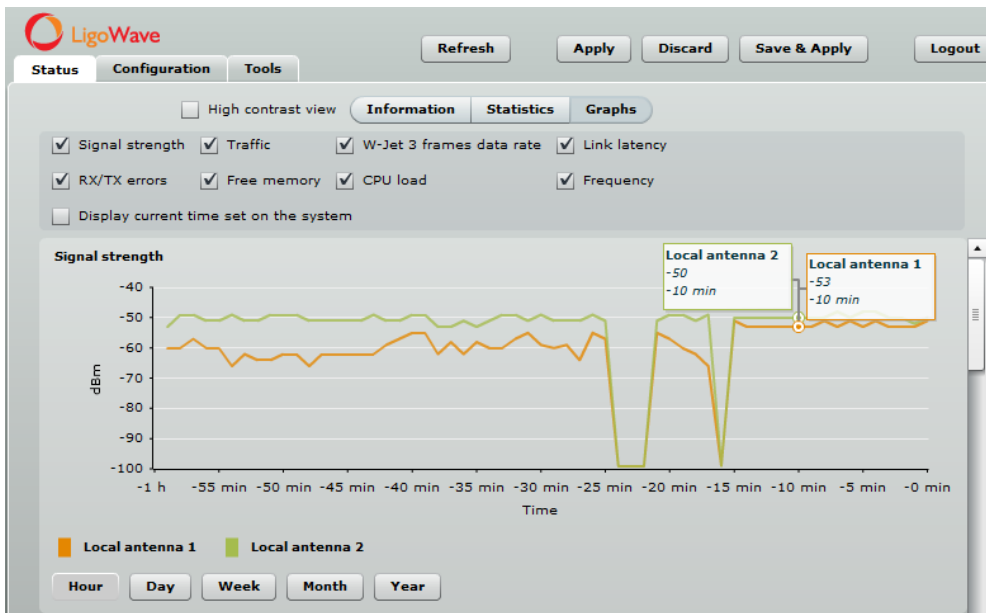 LigoWave
Refresh Apply Discard Save & Apply Logout
Status Configuration Tools
High contrast view Information Statistics Graphs
Signal strength Traffic W-Jet 3 frames data rate Link latency
RX/TX errors Free memory CPU load Frequency
Display current time set on the system
Signal strength
Local antenna 2
-50
-10 min
Local antenna 1
-53
-10 min
-40
-50
-60
-70
-80
-90
-100
dBm
-1 h -55 min -50 min -45 min -40 min -35 min -30 min -25 min -20 min -15 min -10 min -5 min -0 min
Time
Local antenna 1 Local antenna 2
Hour Day Week Month Year